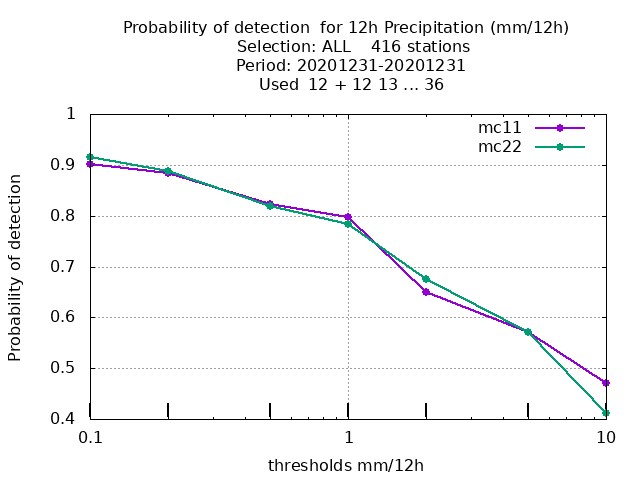 Probability of detection  for 12h Precipitation (mm/12h)
Selection: ALL    416 stations
Period: 20201231-20201231
Used  12 + 12 13 ... 36
mc11
mc22
1
0.9
0.8
0.7
0.6
0.5
0.4
Probability of detection
0.1
1
10
thresholds mm/12h